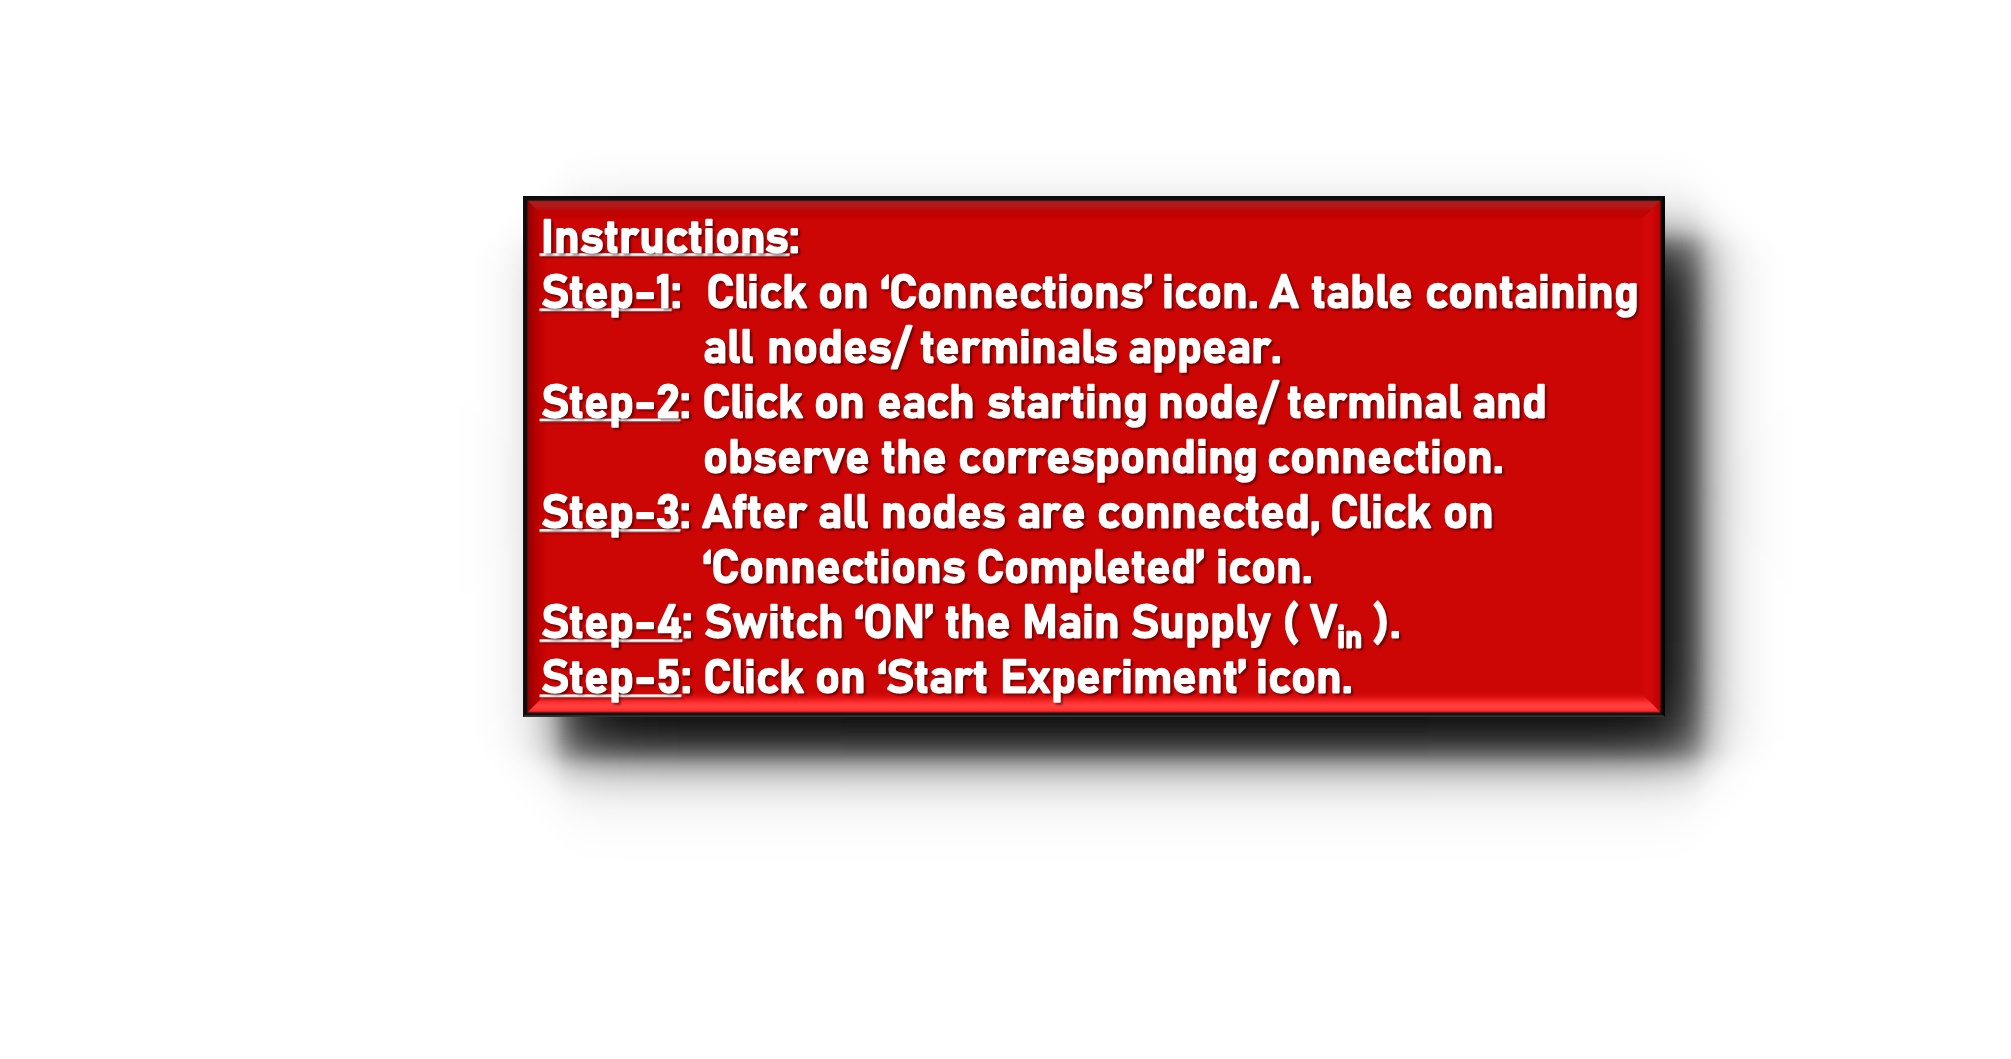 Instructions:
Step-1: Click on ‘Connections’ icon. A table containing
all nodes/ terminals appear.
Step-2: Click on each starting node/ terminal and
observe the corresponding connection.
Step-3: After all nodes are connected, Click on
‘Connections Completed’ icon.
Step-4: Switch ‘ON’ the Main Supply ( Vin ).
Step-5: Click on ‘Start Experiment’ icon.